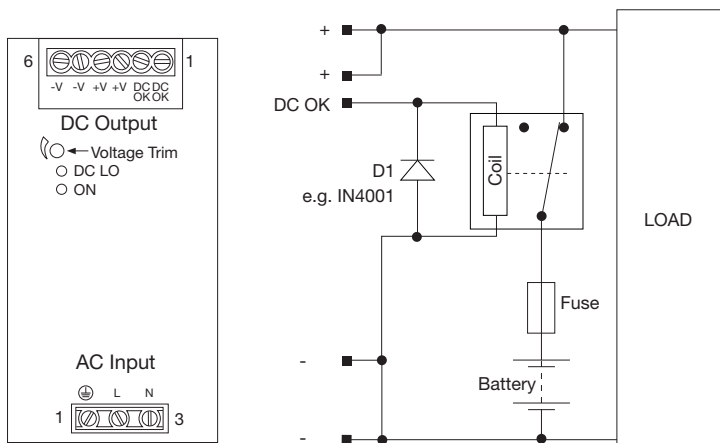 6 1
-V -V +V +V DC OK DC OK
DC Output
Voltage Trim
DC LO
ON
AC Input
L N
1 3
+
+
DC OK
D1
e.g. IN4001
Coil
LOAD
Fuse
-
Battery
-